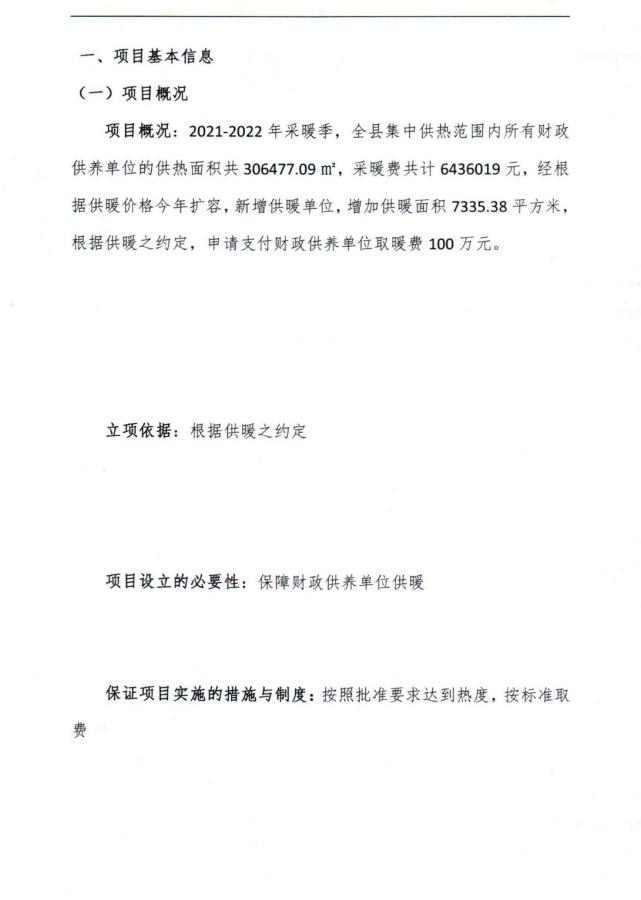 一、项目基本信息
（一）项目概况
项目概况：2021-2022 年采暖季，全县集中供热范围内所有财政
供养单位的供热面积共 306477.09 ㎡，采暖费共计 6436019 元，经根
据供暖价格今年扩容，新增供暖单位，增加供暖面积 7335.38 平方米，
根据供暖之约定，申请支付财政供养单位取暖费 100 万元。
立项依据：根据供暖之约定
项目设立的必要性：保障财政供养单位供暖
保证项目实施的措施与制度：按照批准要求达到热度，按标准取
费